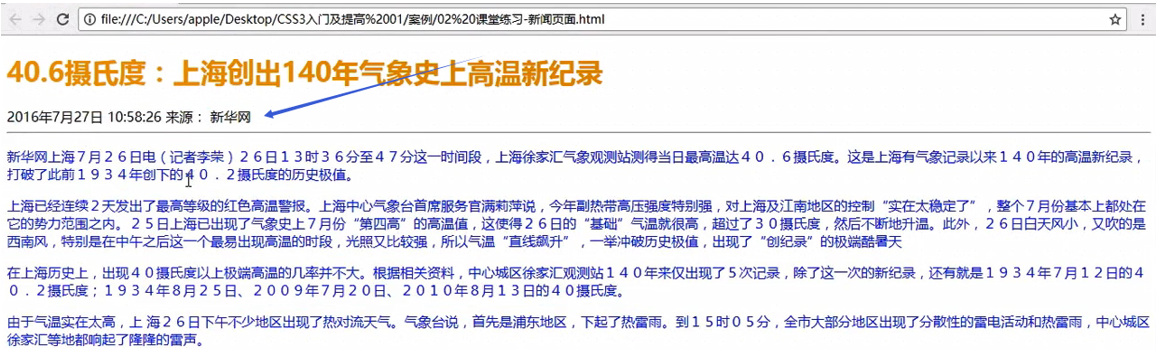 file:///C:/Users/apple/Desktop/CSS3入门及提高%2001/案例/02%20课堂练习-新闻页面.html
40.6摄氏度：上海创出140年气象史上高温新纪录
2016年7月27日 10:58:26 来源： 新华网
新华网上海７月２６日电（记者李荣）２６日１３时３６分至４７分这一时间段，上海徐家汇气象观测站测得当日最高温达４０．６摄氏度。这是上海有气象记录以来１４０年的高温新纪录，
打破了此前１９３４年创下的４０．２摄氏度的历史极值。
上海已经连续２天发出了最高等级的红色高温警报。上海中心气象台首席服务官满莉萍说，今年副热带高压强度特别强，对上海及江南地区的控制“实在太稳定了”，整个７月份基本上都处在
它的势力范围之内。２５日上海已出现了气象史上７月份“第四高”的高温值，这使得２６日的“基础”气温就很高，超过了３０摄氏度，然后不断地升温。此外，２６日白天风小，又吹的是
西南风，特别是在中午之后这一个最易出现高温的时段，光照又比较强，所以气温“直线飙升”，一举冲破历史极值，出现了“创纪录”的极端酷暑天
在上海历史上，出现４０摄氏度以上极端高温的几率并不大。根据相关资料，中心城区徐家汇观测站１４０年来仅出现了５次记录，除了这一次的新纪录，还有就是１９３４年７月１２日的４
０．２摄氏度；１９３４年８月２５日、２００９年７月２０日、２０１０年８月１３日的４０摄氏度。
由于气温实在太高，上 海２６日下午不少地区出现了热对流天气。气象台说，首先是浦东地区，下起了热雷雨。到１５时０５分，全市大部分地区出现了分散性的雷电活动和热雷雨，中心城区
徐家汇等地都响起了隆隆的雷声。